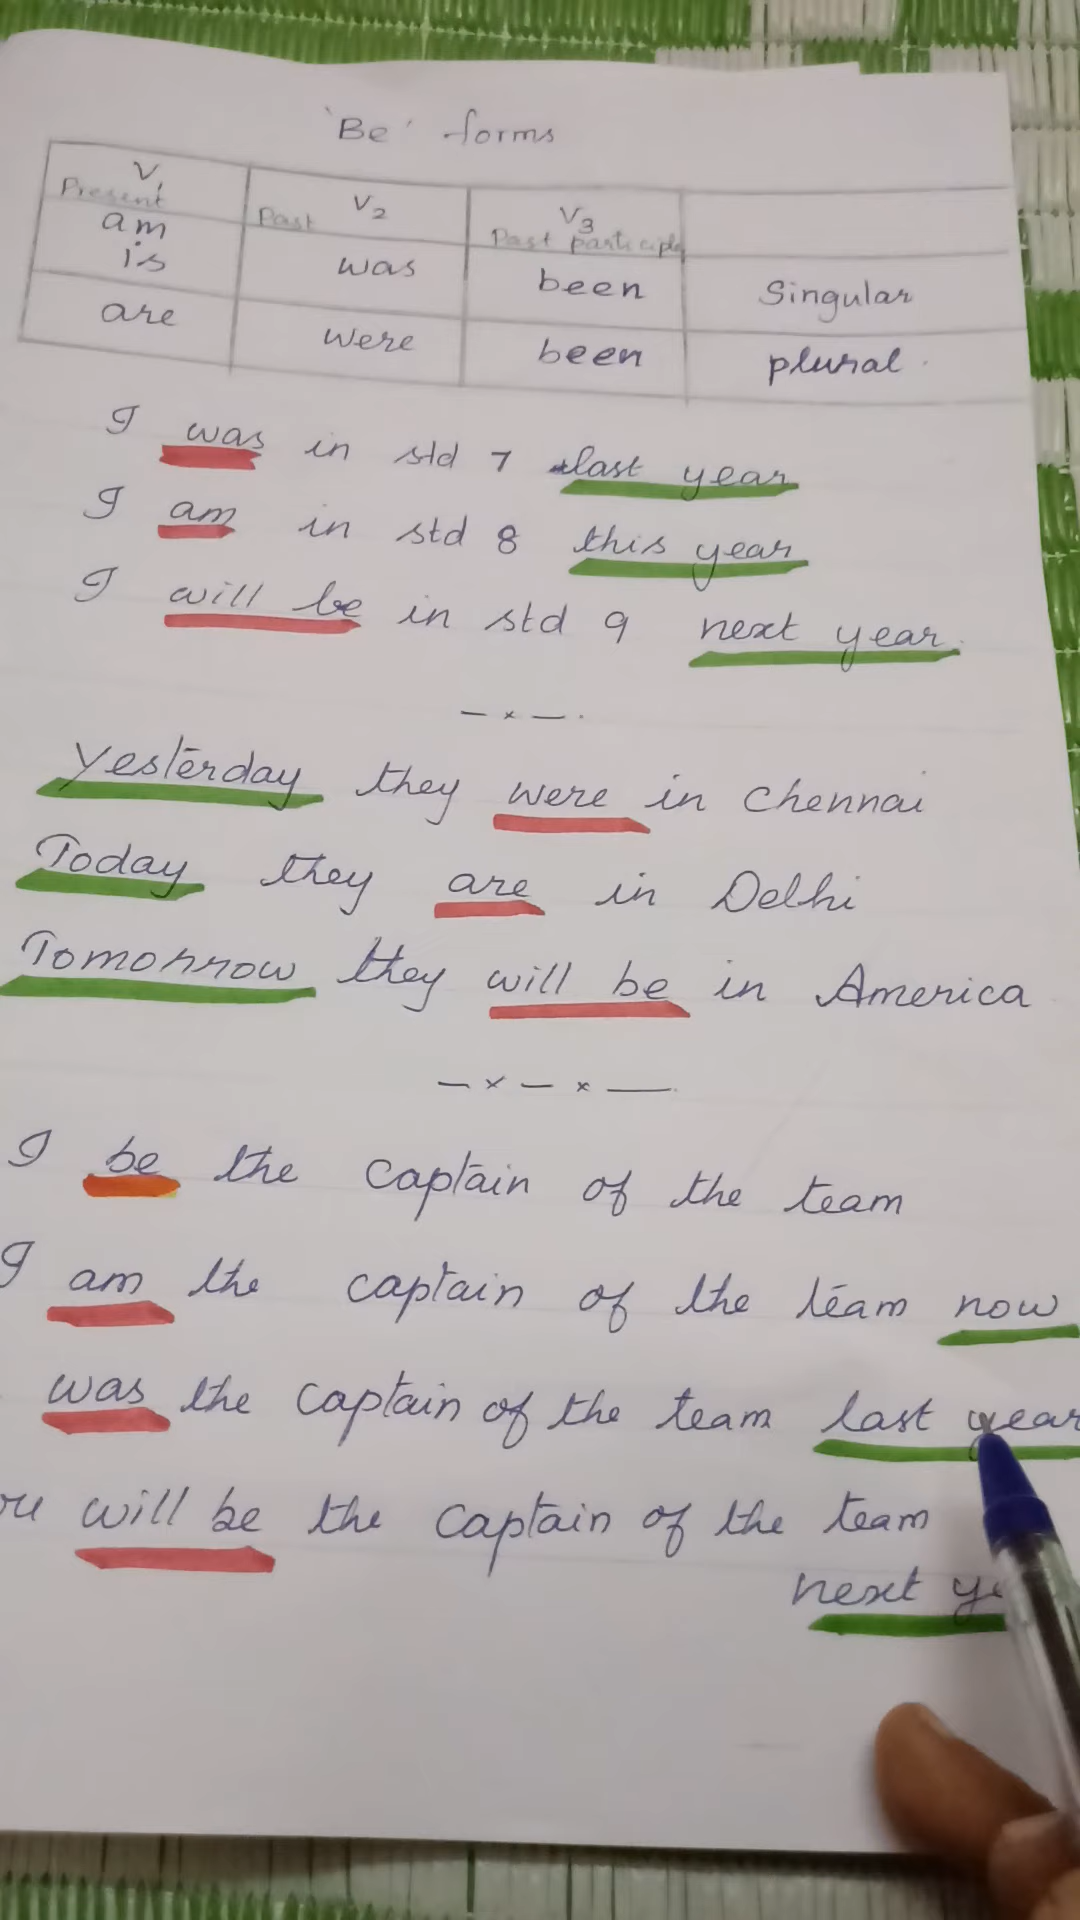 'Be' forms
V1 Present V2 Past V3 Past participle
am
is was been Singular
are were been plural
I was in std 7 last year
I am in std 8 this year
I will be in std 9 next year.
Yesterday they were in Chennai
Today they are in Delhi
Tomorrow they will be in America
I be the captain of the team
I am the captain of the team now
was the captain of the team last year
will be the captain of the team
next